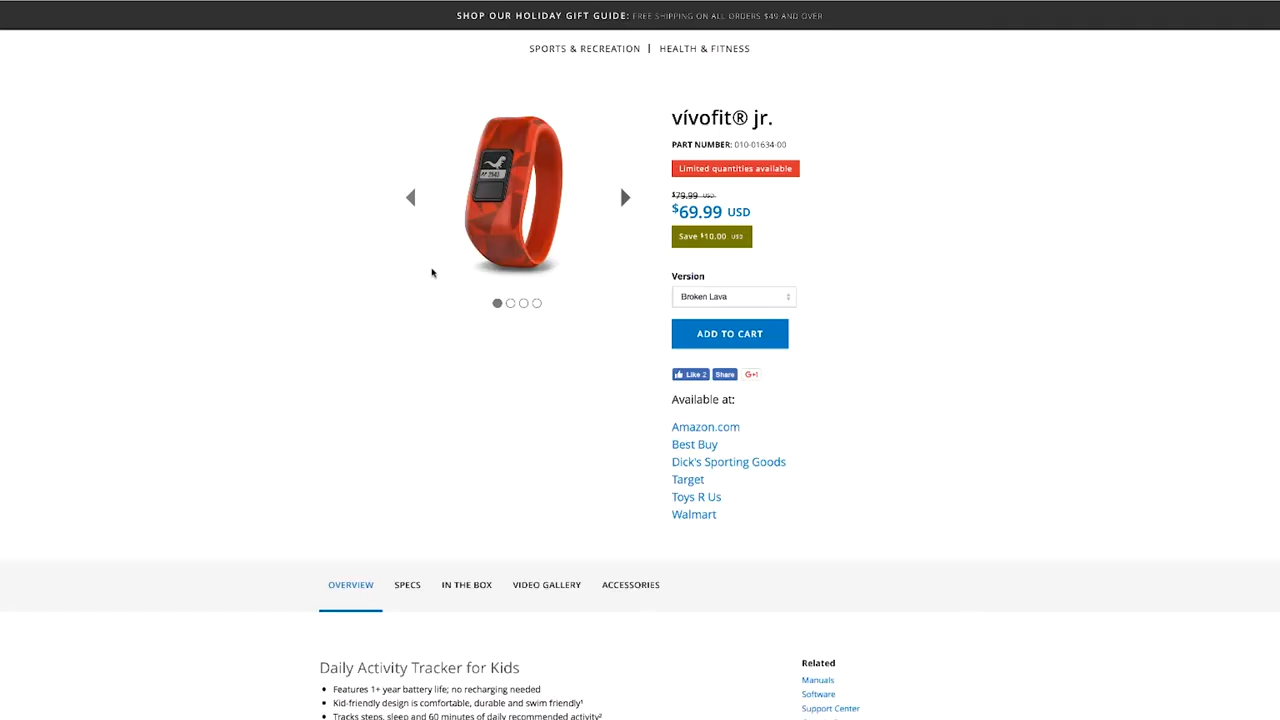 SHOP OUR HOLIDAY GIFT GUIDE: FREE SHIPPING ON ALL ORDERS $49 AND OVER
SPORTS & RECREATION | HEALTH & FITNESS
vívofit® jr.
PART NUMBER: 010-01634-00
Limited quantities available
$79.99 USD
$69.99 USD
Save $10.00 USD
Version
Broken Lava
ADD TO CART
Like 2 Share G+1
Available at:
Amazon.com
Best Buy
Dick's Sporting Goods
Target
Toys R Us
Walmart
OVERVIEW SPECS IN THE BOX VIDEO GALLERY ACCESSORIES
Daily Activity Tracker for Kids
• Features 1+ year battery life; no recharging needed
• Kid-friendly design is comfortable, durable and swim friendly¹
• Tracks steps, sleep and 60 minutes of daily recommended activity²
Related
Manuals
Software
Support Center